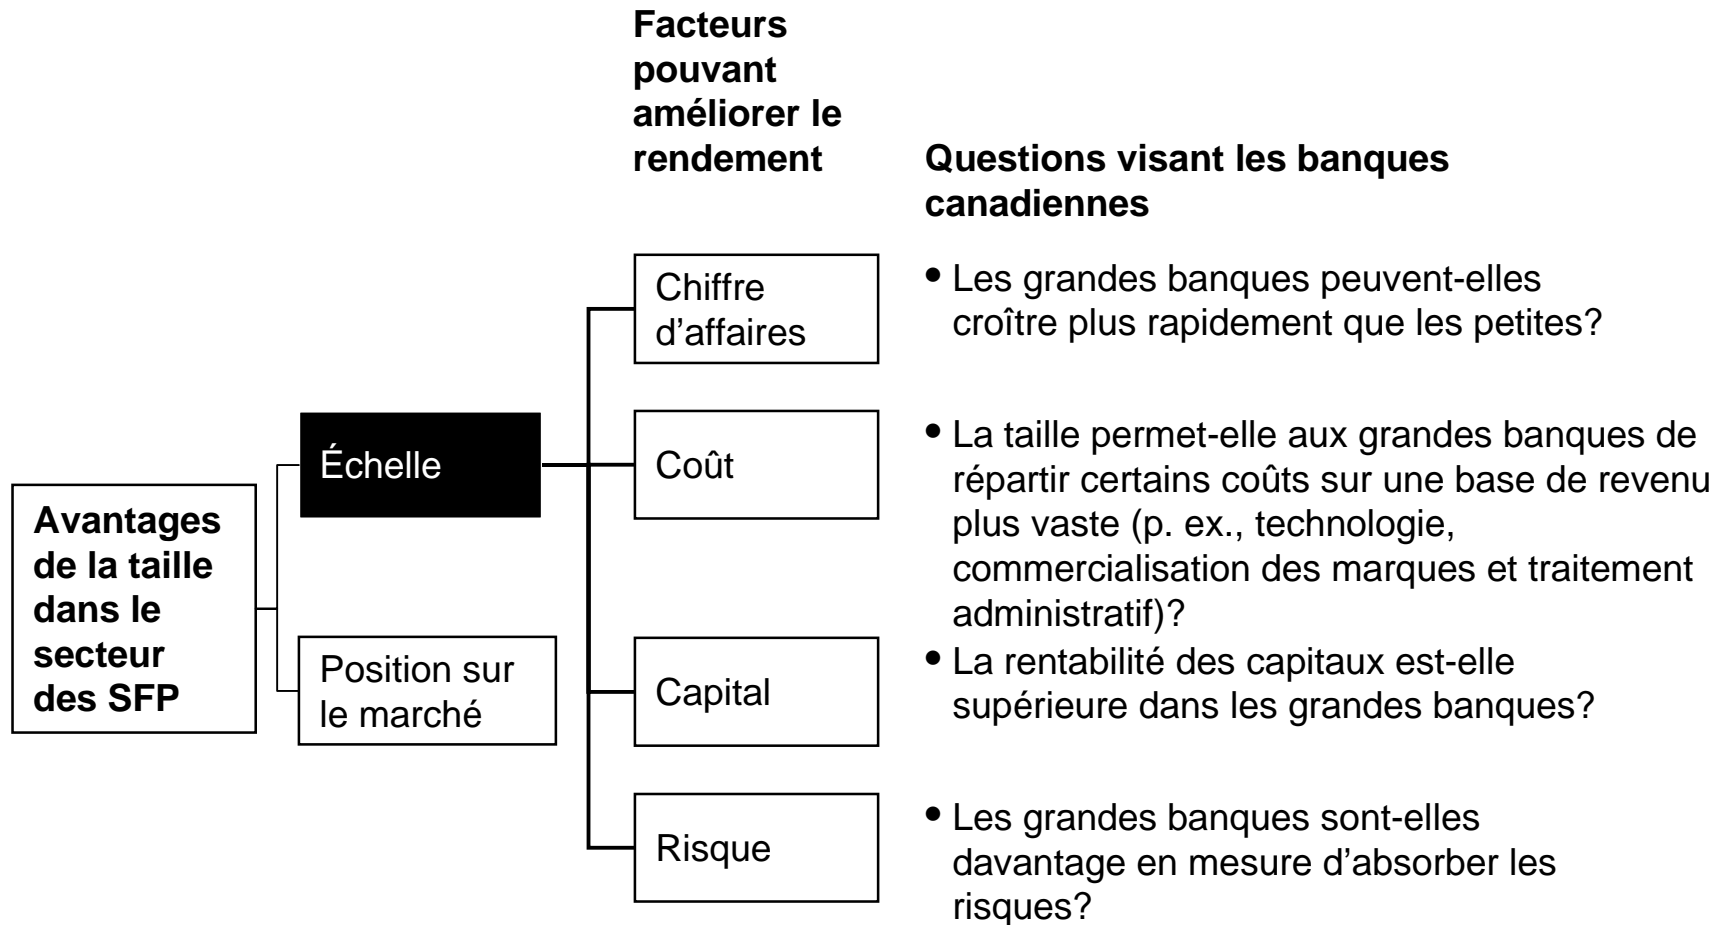 Facteurs
pouvant
améliorer le
rendement
Questions visant les banques
canadiennes
Avantages
de la taille
dans le
secteur
des SFP
Échelle
Position sur
le marché
Chiffre
d’affaires
• Les grandes banques peuvent-elles
croître plus rapidement que les petites?
Coût
• La taille permet-elle aux grandes banques de
répartir certains coûts sur une base de revenu
plus vaste (p. ex., technologie,
commercialisation des marques et traitement
administratif)?
Capital
• La rentabilité des capitaux est-elle
supérieure dans les grandes banques?
Risque
• Les grandes banques sont-elles
davantage en mesure d’absorber les
risques?